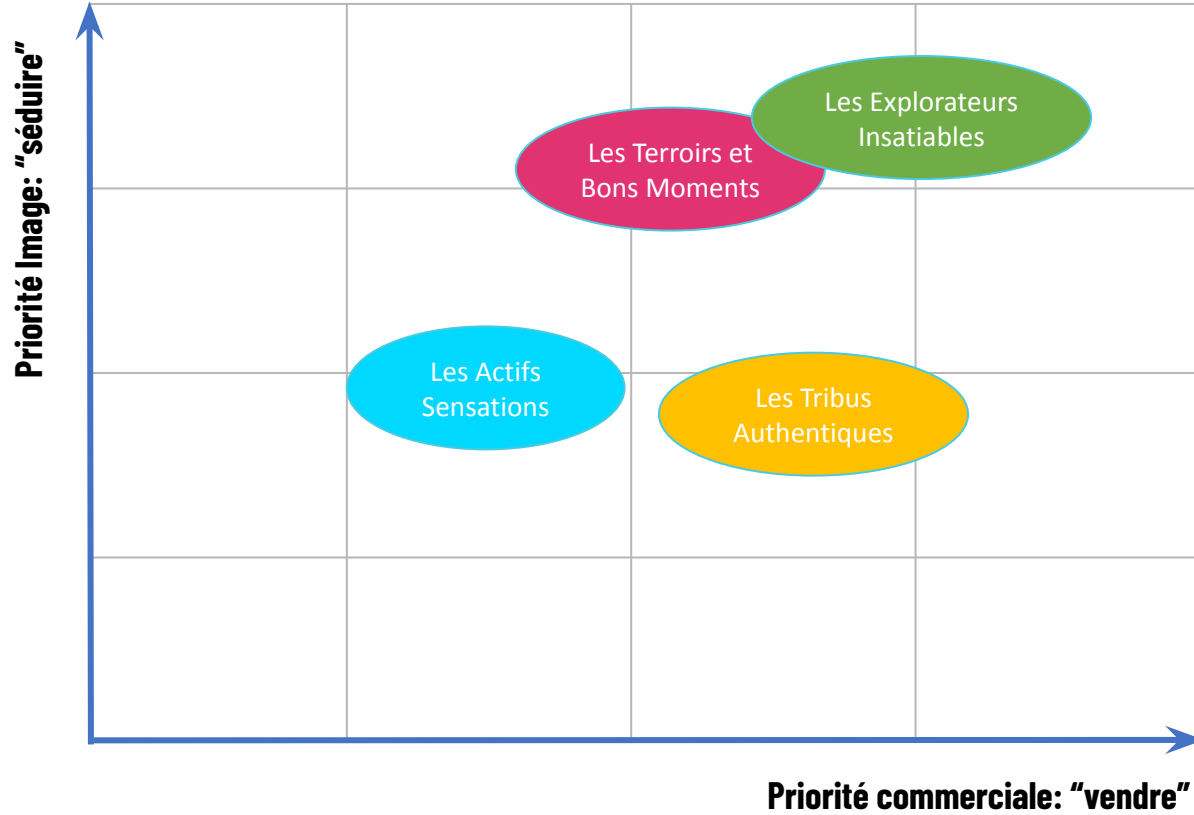 Priorité Image: “séduire”
Les Explorateurs
Insatiables
Les Terroirs et
Bons Moments
Les Actifs
Sensations
Les Tribus
Authentiques
Priorité commerciale: “vendre”